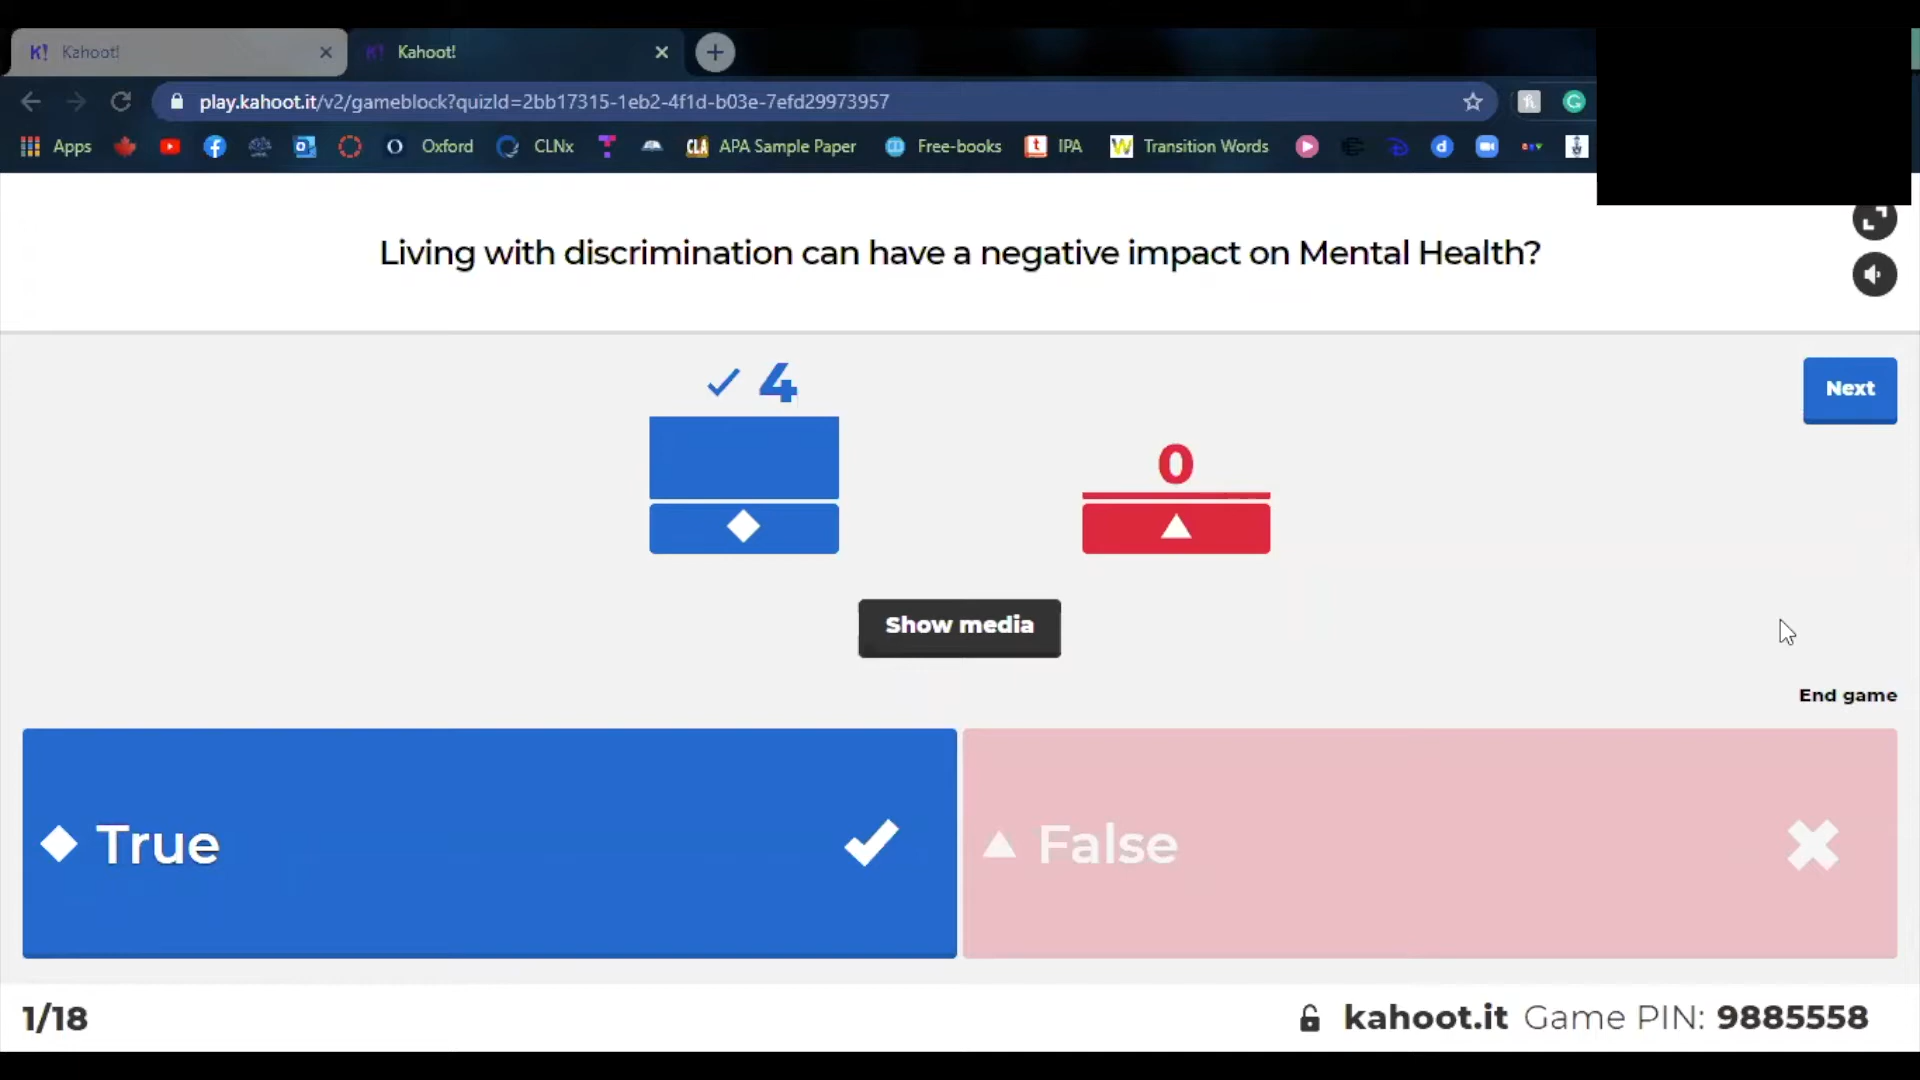 K! Kahoot!
K! Kahoot!
play.kahoot.it/v2/gameblock?quizId=2bb17315-1eb2-4f1d-b03e-7efd29973957
Apps
Oxford
CLNx
CLA APA Sample Paper
Free-books
t IPA
W Transition Words
Living with discrimination can have a negative impact on Mental Health?
4
Next
0
Show media
End game
True
False
1/18
kahoot.it Game PIN: 9885558